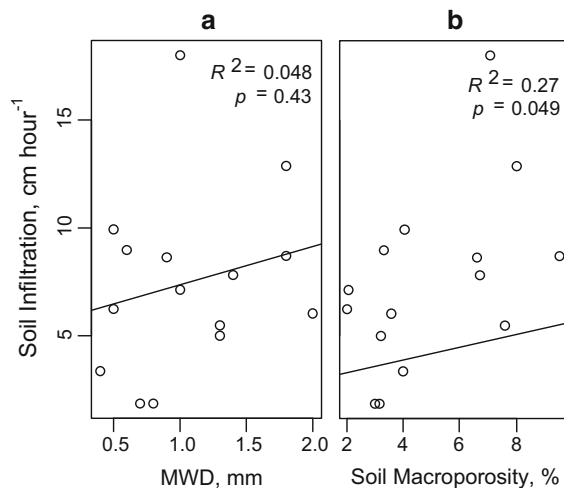 a
b
R 2 = 0.048
p = 0.43
R 2 = 0.27
p = 0.049
Soil Infiltration, cm hour-1
15
10
5
0.5 1.0 1.5 2.0
2 4 6 8
MWD, mm
Soil Macroporosity, %